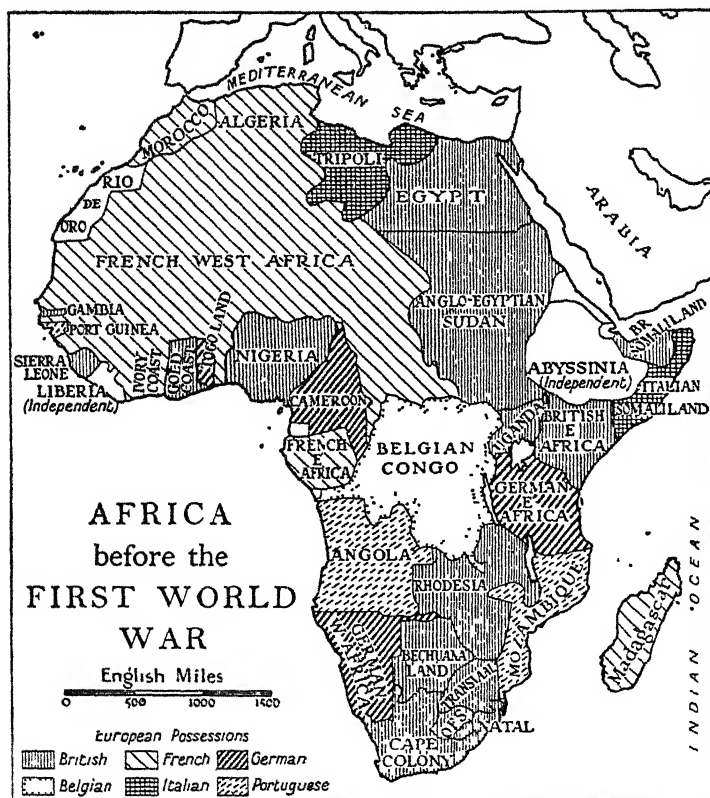 MEDITERRANEAN SEA
MOROCCO
ALGERIA
TRIPOLI
EGYPT
RIO
DE
ORO
ARABIA
FRENCH WEST AFRICA
ANGLO-EGYPTIAN
SUDAN
GAMBIA
PORT GUINEA
SIERRA
LEONE
LIBERIA
(Independent)
IVORY
COAST
GOLD
COAST
TOGOLAND
NIGERIA
BR.
SOMALILAND
ABYSSINIA
(Independent)
ITALIAN
SOMALILAND
CAMEROON
UGANDA
BRITISH
E
AFRICA
FRENCH
E
AFRICA
BELGIAN
CONGO
GERMAN
E AFRICA
ANGOLA
RHODESIA
MOZAMBIQUE
Madagascar
INDIAN OCEAN
GERMAN
BECHUANA
LAND
TRANSVAAL
NATAL
CAPE
COLONY
AFRICA
before the
FIRST WORLD
WAR
English Miles
0 500 1000 1500
European Possessions
British French German
Belgian Italian Portuguese